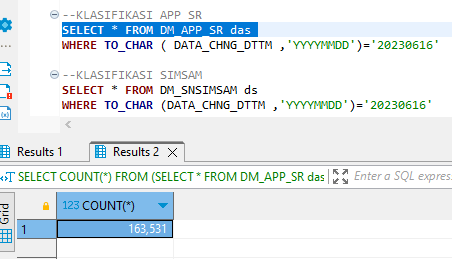 --KLASIFIKASI APP SR
SELECT * FROM DM_APP_SR das
WHERE TO_CHAR ( DATA_CHNG_DTTM ,'YYYYMMDD')='20230616'
--KLASIFIKASI SIMSAM
SELECT * FROM DM_SNSIMSAM ds
WHERE TO_CHAR (DATA_CHNG_DTTM ,'YYYYMMDD')='20230616'
Results 1
Results 2
SELECT COUNT(*) FROM (SELECT * FROM DM_APP_SR das
Enter a SQL expres
Grid
123 COUNT(*)
1
163,531